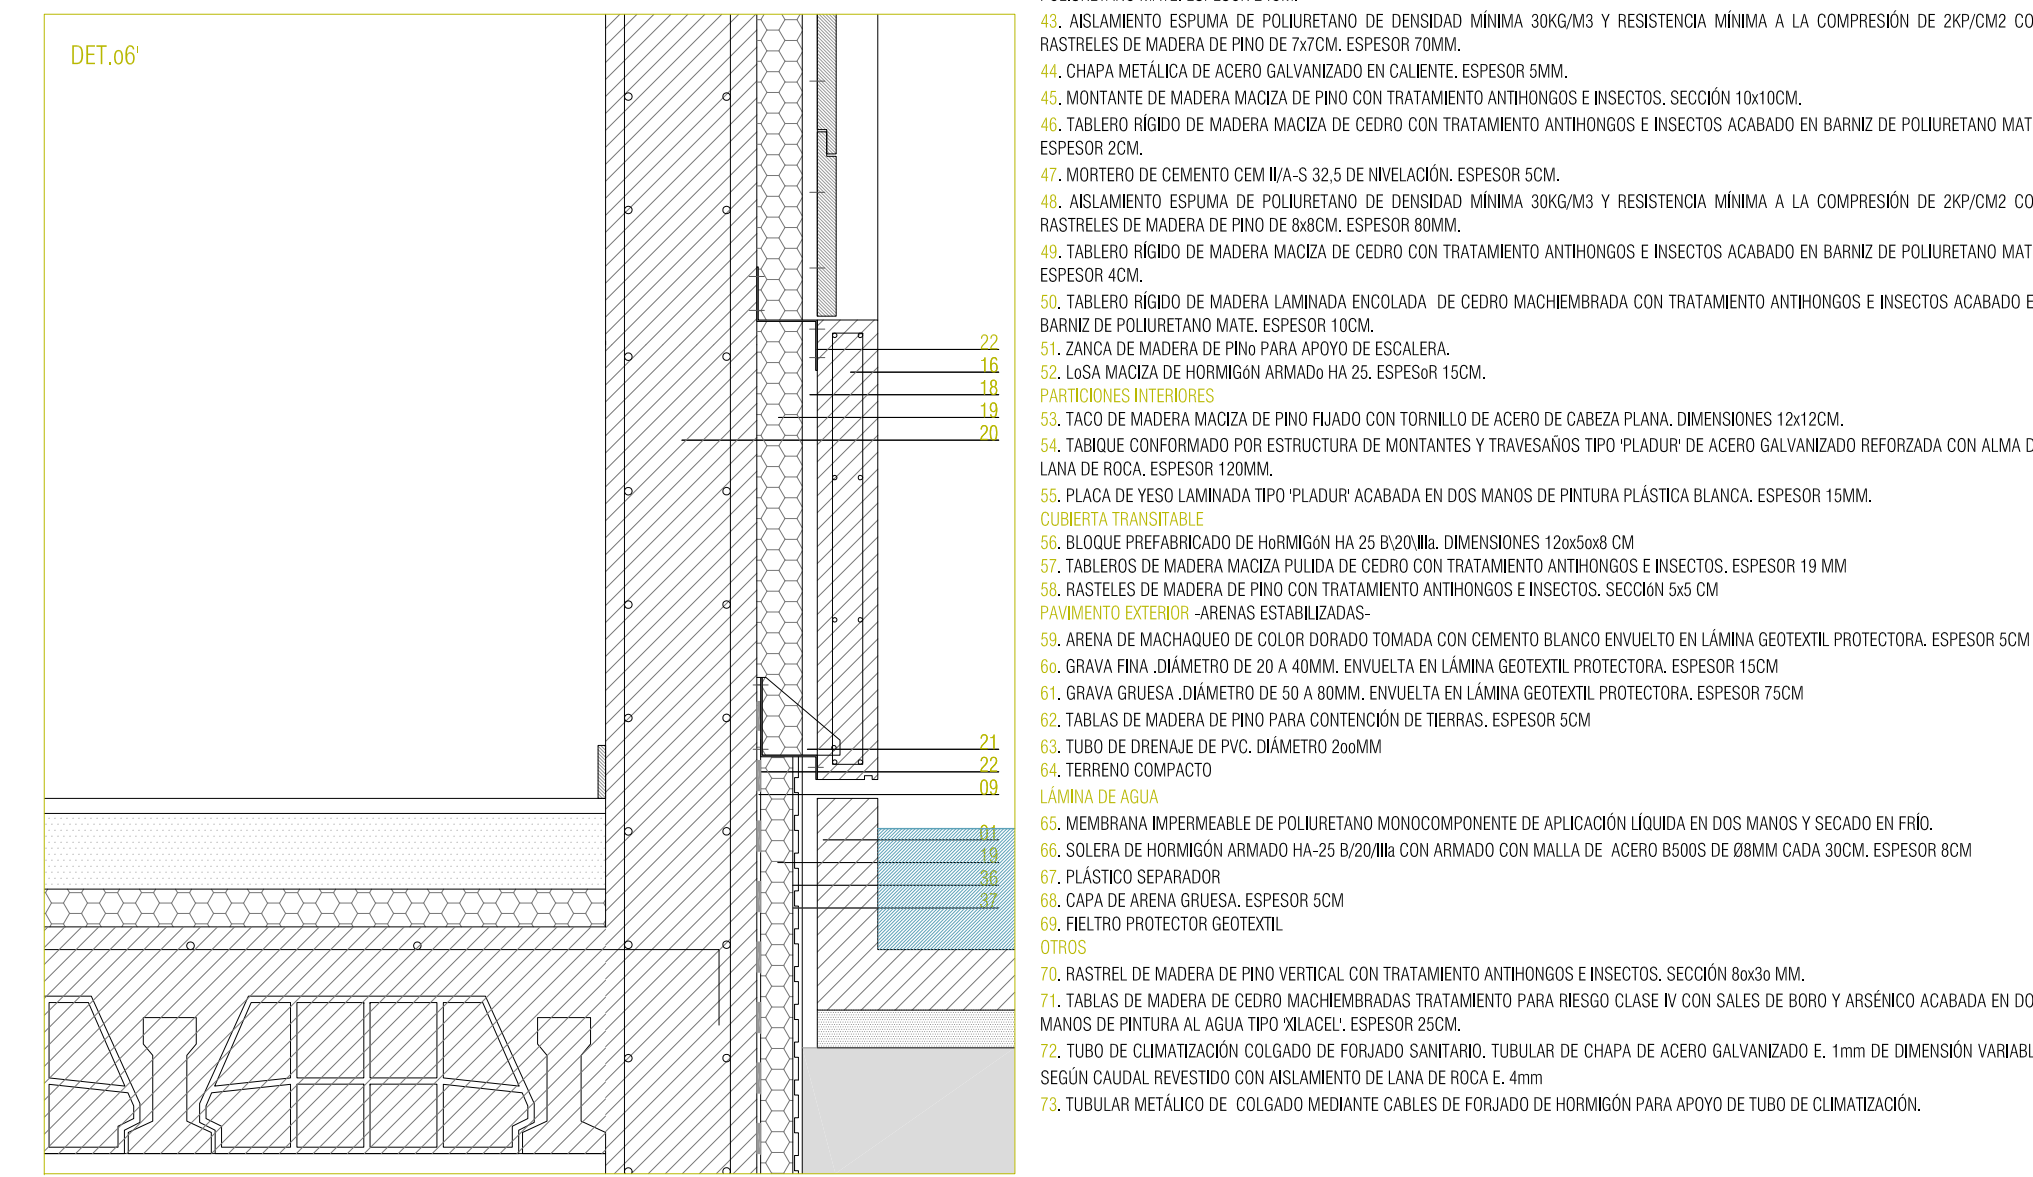 DET.o6'
22
16
18
19
20
21
22
09
01
19
36
37
43. AISLAMIENTO ESPUMA DE POLIURETANO DE DENSIDAD MÍNIMA 30KG/M3 Y RESISTENCIA MÍNIMA A LA COMPRESIÓN DE 2KP/CM2 CO
RASTRELES DE MADERA DE PINO DE 7x7CM. ESPESOR 70MM.
44. CHAPA METÁLICA DE ACERO GALVANIZADO EN CALIENTE. ESPESOR 5MM.
45. MONTANTE DE MADERA MACIZA DE PINO CON TRATAMIENTO ANTIHONGOS E INSECTOS. SECCIÓN 10x10CM.
46. TABLERO RÍGIDO DE MADERA MACIZA DE CEDRO CON TRATAMIENTO ANTIHONGOS E INSECTOS ACABADO EN BARNIZ DE POLIURETANO MAT
ESPESOR 2CM.
47. MORTERO DE CEMENTO CEM II/A-S 32,5 DE NIVELACIÓN. ESPESOR 5CM.
48. AISLAMIENTO ESPUMA DE POLIURETANO DE DENSIDAD MÍNIMA 30KG/M3 Y RESISTENCIA MÍNIMA A LA COMPRESIÓN DE 2KP/CM2 CO
RASTRELES DE MADERA DE PINO DE 8x8CM. ESPESOR 80MM.
49. TABLERO RÍGIDO DE MADERA MACIZA DE CEDRO CON TRATAMIENTO ANTIHONGOS E INSECTOS ACABADO EN BARNIZ DE POLIURETANO MAT
ESPESOR 4CM.
50. TABLERO RÍGIDO DE MADERA LAMINADA ENCOLADA DE CEDRO MACHIEMBRADA CON TRATAMIENTO ANTIHONGOS E INSECTOS ACABADO E
BARNIZ DE POLIURETANO MATE. ESPESOR 10CM.
51. ZANCA DE MADERA DE PINo PARA APOYO DE ESCALERA.
52. LoSA MACIZA DE HORMIGóN ARMADo HA 25. ESPESoR 15CM.
PARTICIONES INTERIORES
53. TACO DE MADERA MACIZA DE PINO FIJADO CON TORNILLO DE ACERO DE CABEZA PLANA. DIMENSIONES 12x12CM.
54. TABIQUE CONFORMADO POR ESTRUCTURA DE MONTANTES Y TRAVESAÑOS TIPO 'PLADUR' DE ACERO GALVANIZADO REFORZADA CON ALMA D
LANA DE ROCA. ESPESOR 120MM.
55. PLACA DE YESO LAMINADA TIPO 'PLADUR' ACABADA EN DOS MANOS DE PINTURA PLÁSTICA BLANCA. ESPESOR 15MM.
CUBIERTA TRANSITABLE
56. BLOQUE PREFABRICADO DE HoRMIGóN HA 25 B\20\IIIa. DIMENSIONES 12ox5ox8 CM
57. TABLEROS DE MADERA MACIZA PULIDA DE CEDRO CON TRATAMIENTO ANTIHONGOS E INSECTOS. ESPESOR 19 MM
58. RASTELES DE MADERA DE PINO CON TRATAMIENTO ANTIHONGOS E INSECTOS. SECCIóN 5x5 CM
PAVIMENTO EXTERIOR -ARENAS ESTABILIZADAS-
59. ARENA DE MACHAQUEO DE COLOR DORADO TOMADA CON CEMENTO BLANCO ENVUELTO EN LÁMINA GEOTEXTIL PROTECTORA. ESPESOR 5CM
6o. GRAVA FINA .DIÁMETRO DE 20 A 40MM. ENVUELTA EN LÁMINA GEOTEXTIL PROTECTORA. ESPESOR 15CM
61. GRAVA GRUESA .DIÁMETRO DE 50 A 80MM. ENVUELTA EN LÁMINA GEOTEXTIL PROTECTORA. ESPESOR 75CM
62. TABLAS DE MADERA DE PINO PARA CONTENCIÓN DE TIERRAS. ESPESOR 5CM
63. TUBO DE DRENAJE DE PVC. DIÁMETRO 2ooMM
64. TERRENO COMPACTO
LÁMINA DE AGUA
65. MEMBRANA IMPERMEABLE DE POLIURETANO MONOCOMPONENTE DE APLICACIÓN LÍQUIDA EN DOS MANOS Y SECADO EN FRÍO.
66. SOLERA DE HORMIGÓN ARMADO HA-25 B/20/IIIa CON ARMADO CON MALLA DE ACERO B500S DE Ø8MM CADA 30CM. ESPESOR 8CM
67. PLÁSTICO SEPARADOR
68. CAPA DE ARENA GRUESA. ESPESOR 5CM
69. FIELTRO PROTECTOR GEOTEXTIL
OTROS
70. RASTREL DE MADERA DE PINO VERTICAL CON TRATAMIENTO ANTIHONGOS E INSECTOS. SECCIÓN 8ox3o MM.
71. TABLAS DE MADERA DE CEDRO MACHIEMBRADAS TRATAMIENTO PARA RIESGO CLASE IV CON SALES DE BORO Y ARSÉNICO ACABADA EN DO
MANOS DE PINTURA AL AGUA TIPO 'XILACEL'. ESPESOR 25CM.
72. TUBO DE CLIMATIZACIÓN COLGADO DE FORJADO SANITARIO. TUBULAR DE CHAPA DE ACERO GALVANIZADO E. 1mm DE DIMENSIÓN VARIABL
SEGÚN CAUDAL REVESTIDO CON AISLAMIENTO DE LANA DE ROCA E. 4mm
73. TUBULAR METÁLICO DE COLGADO MEDIANTE CABLES DE FORJADO DE HORMIGÓN PARA APOYO DE TUBO DE CLIMATIZACIÓN.